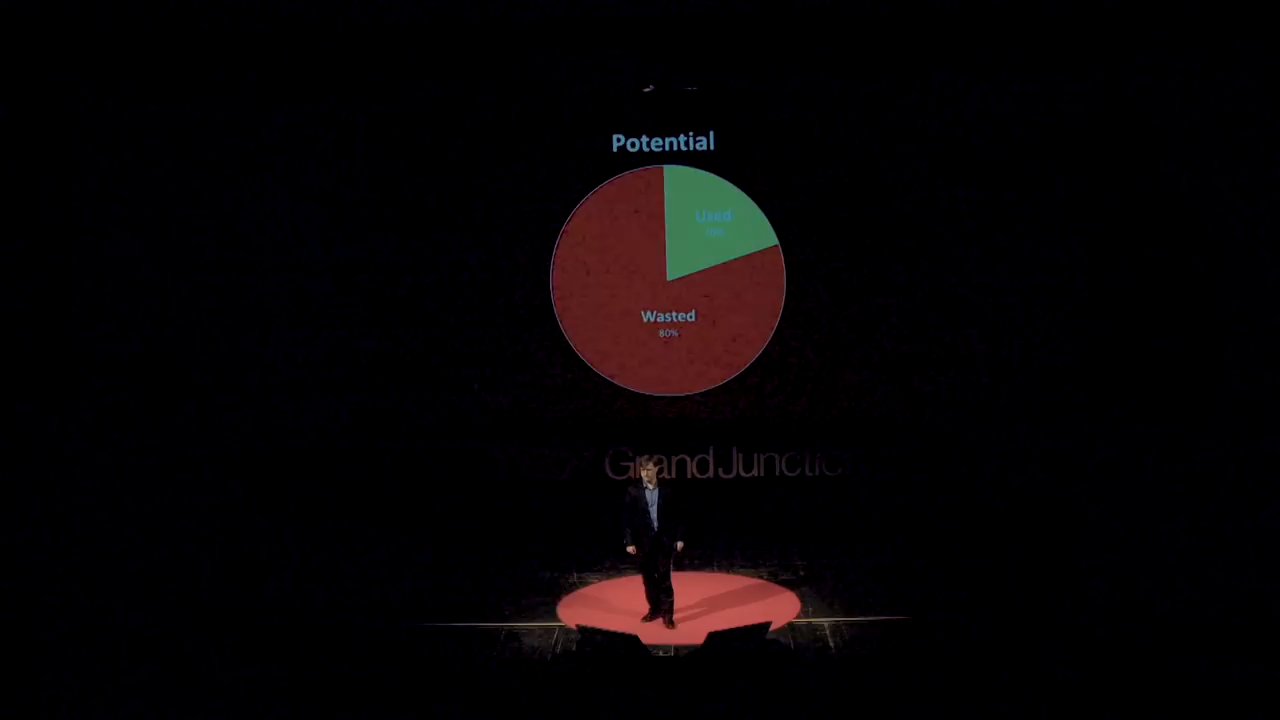 Potential
Used
Wasted
80%
Grand Junctio